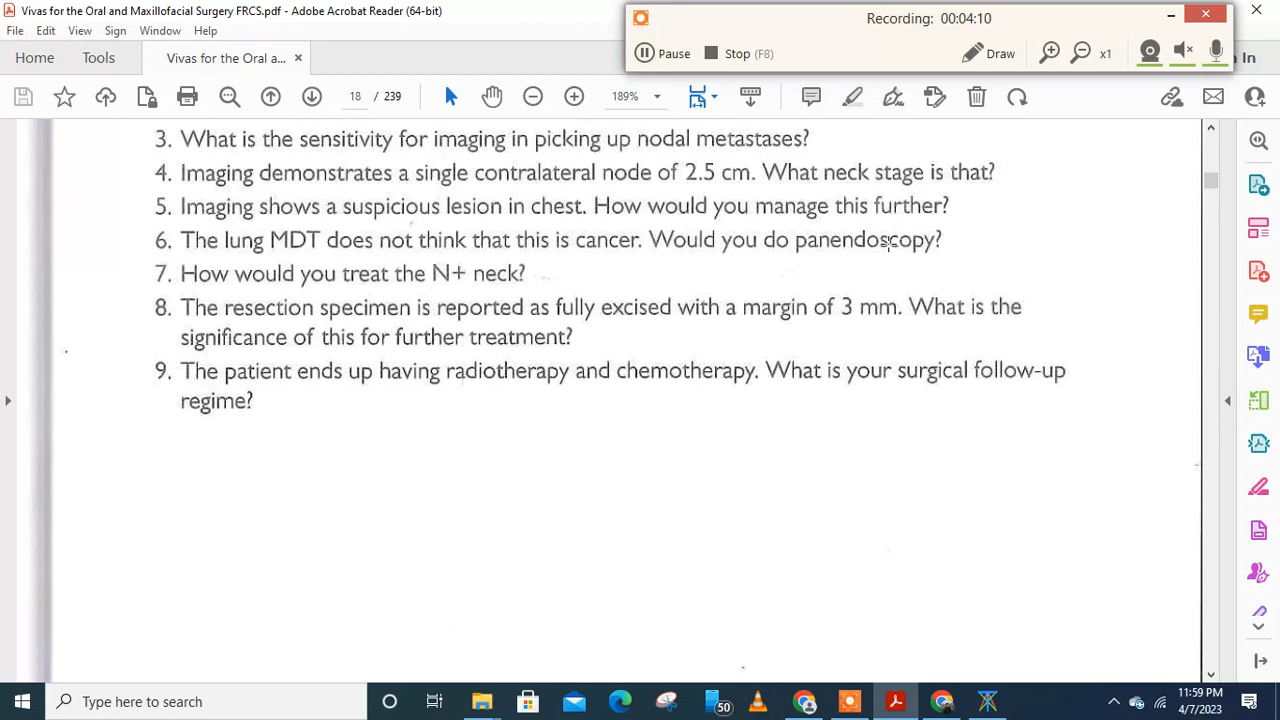 Vivas for the Oral and Maxillofacial Surgery FRCS.pdf - Adobe Acrobat Reader (64-bit)
Recording: 00:04:10
File Edit View Sign Window Help
Pause Stop (F8) Draw x1
Home Tools Vivas for the Oral a... × In
18 / 239 189%
3. What is the sensitivity for imaging in picking up nodal metastases?
4. Imaging demonstrates a single contralateral node of 2.5 cm. What neck stage is that?
5. Imaging shows a suspicious lesion in chest. How would you manage this further?
6. The lung MDT does not think that this is cancer. Would you do panendoscopy?
7. How would you treat the N+ neck?
8. The resection specimen is reported as fully excised with a margin of 3 mm. What is the
significance of this for further treatment?
9. The patient ends up having radiotherapy and chemotherapy. What is your surgical follow-up
regime?
Type here to search
50
11:59 PM
4/7/2023